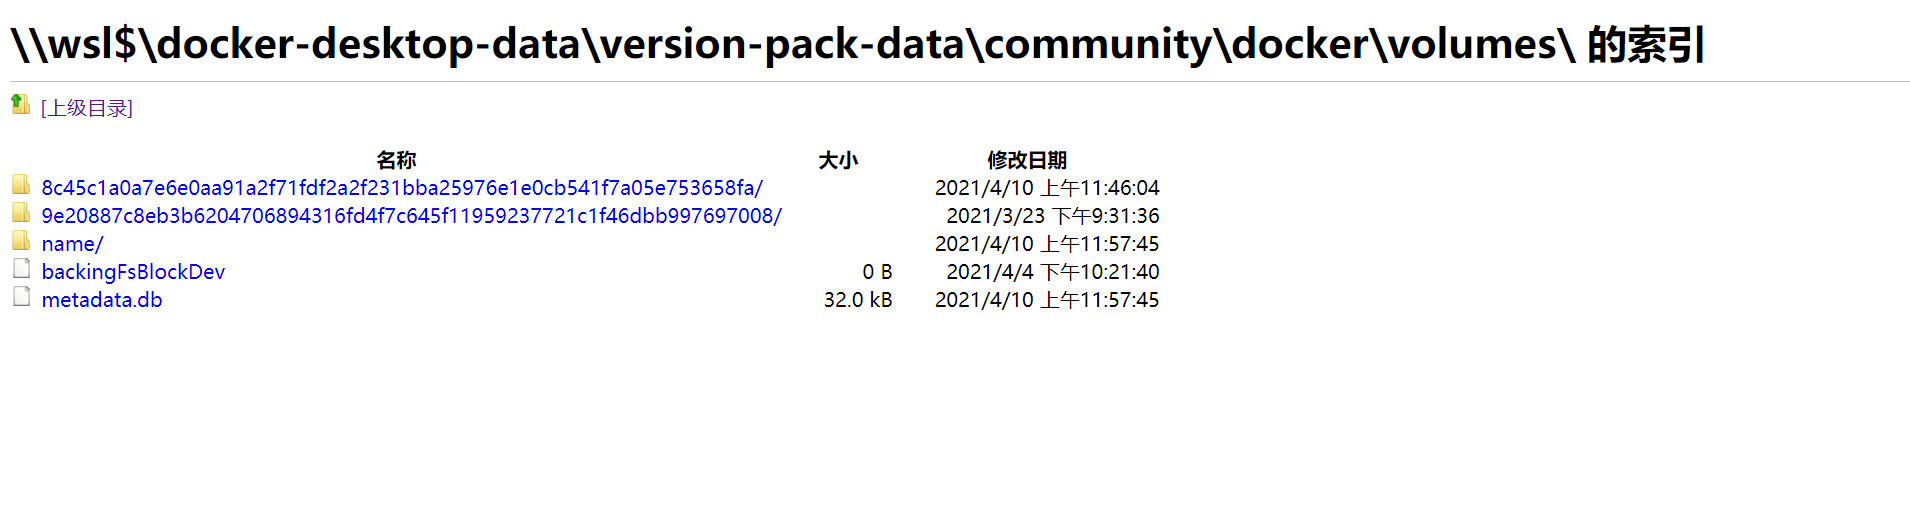 \\wsl$\docker-desktop-data\version-pack-data\community\docker\volumes\ 的索引
[上级目录]
名称 大小 修改日期
8c45c1a0a7e6e0aa91a2f71fdf2a2f231bba25976e1e0cb541f7a05e753658fa/ 2021/4/10 上午11:46:04
9e20887c8eb3b6204706894316fd4f7c645f11959237721c1f46dbb997697008/ 2021/3/23 下午9:31:36
name/ 2021/4/10 上午11:57:45
backingFsBlockDev 0 B 2021/4/4 下午10:21:40
metadata.db 32.0 kB 2021/4/10 上午11:57:45